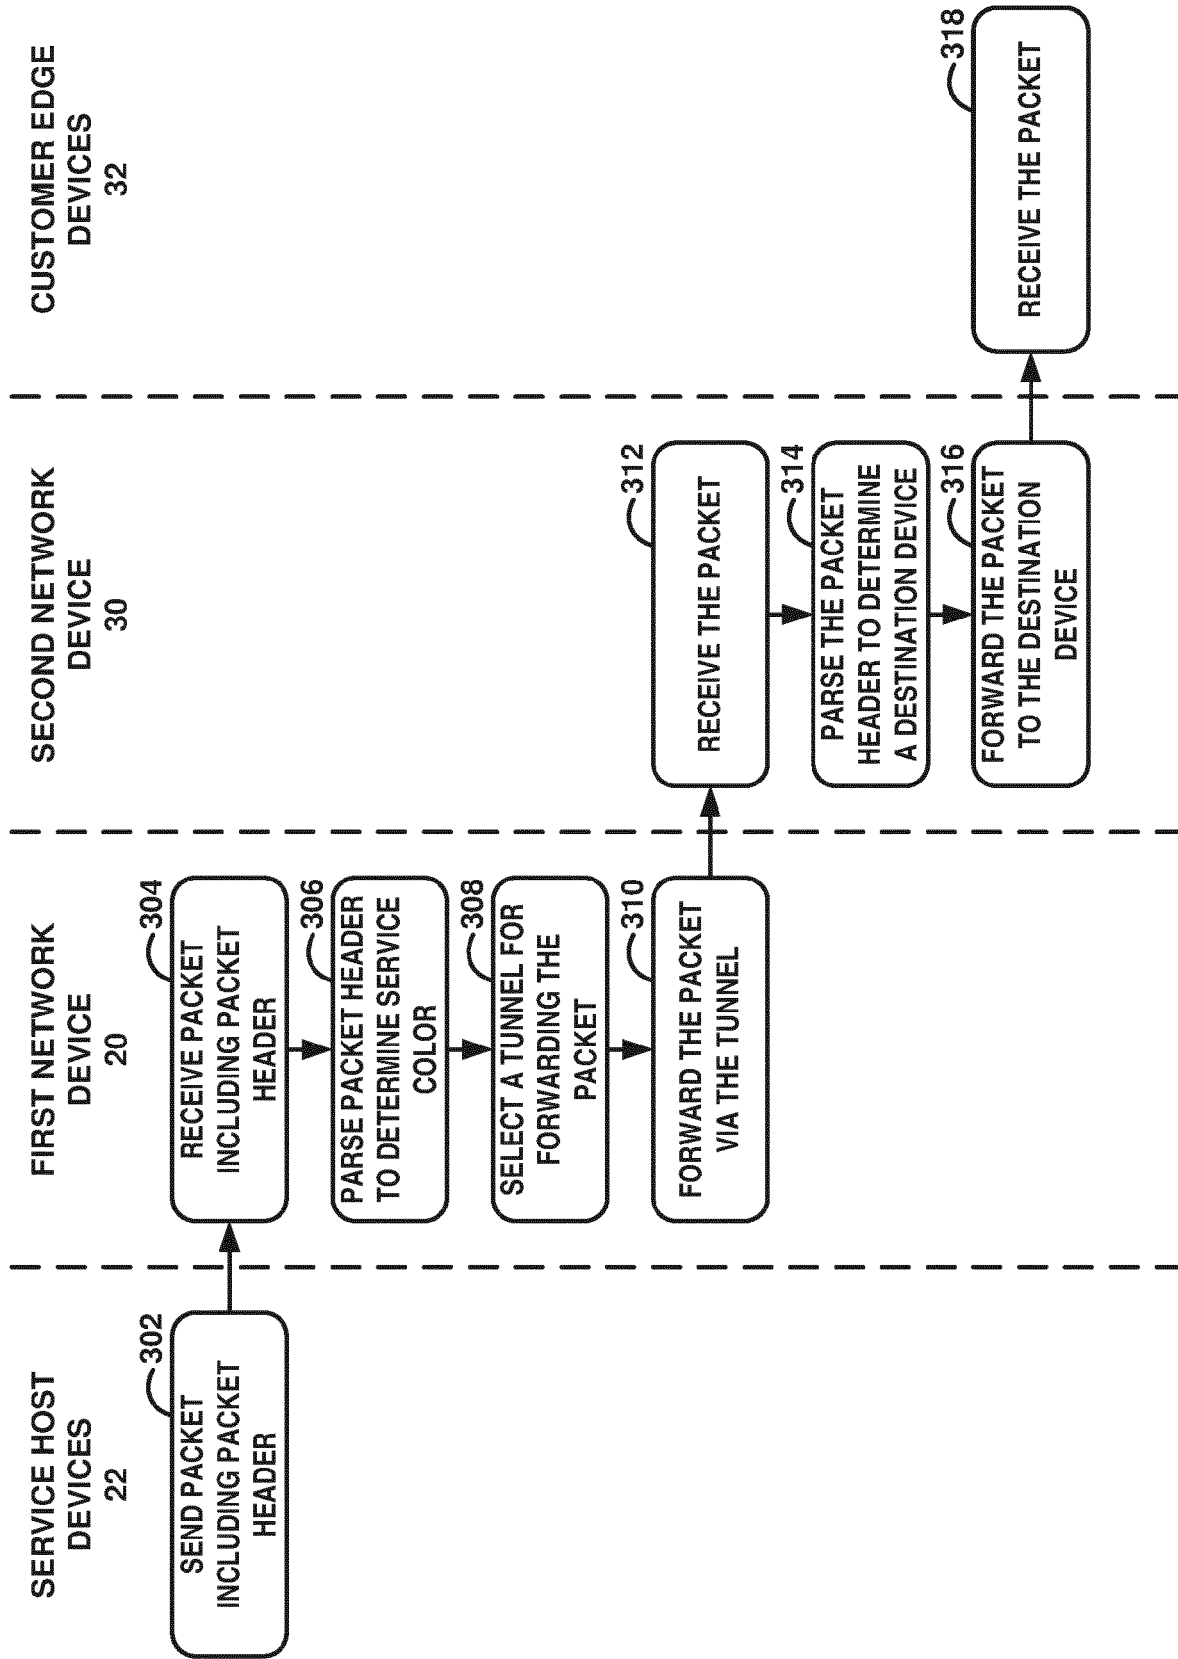 SERVICE HOST
DEVICES
22
FIRST NETWORK
DEVICE
20
SECOND NETWORK
DEVICE
30
CUSTOMER EDGE
DEVICES
32
302
SEND PACKET
INCLUDING PACKET
HEADER
304
RECEIVE PACKET
INCLUDING PACKET
HEADER
306
PARSE PACKET HEADER
TO DETERMINE SERVICE
COLOR
308
SELECT A TUNNEL FOR
FORWARDING THE
PACKET
310
FORWARD THE PACKET
VIA THE TUNNEL
312
RECEIVE THE PACKET
314
PARSE THE PACKET
HEADER TO DETERMINE
A DESTINATION DEVICE
316
FORWARD THE PACKET
TO THE DESTINATION
DEVICE
318
RECEIVE THE PACKET